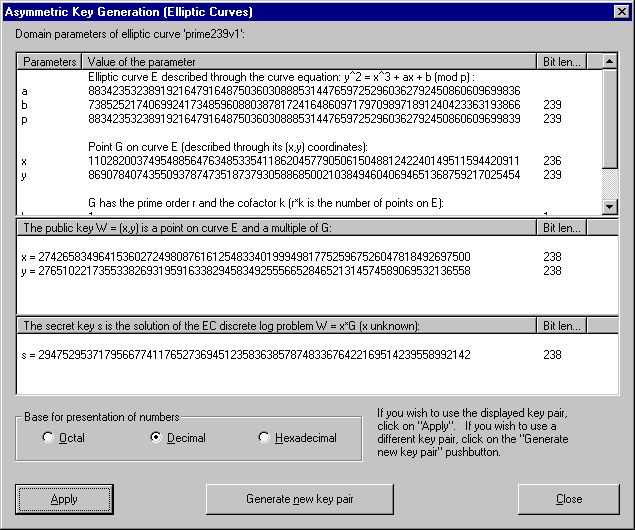 Asymmetric Key Generation (Elliptic Curves)
Domain parameters of elliptic curve 'prime239v1':
Parameters Value of the parameter Bit len...
Elliptic curve E described through the curve equation: y^2 = x^3 + ax + b (mod p) :
a 883423532389192164791648750360308885314476597252960362792450860609699836
b 738525217406992417348596088038781724164860971797098971891240423363193866 239
p 883423532389192164791648750360308885314476597252960362792450860609699839 239
Point G on curve E (described through its (x,y) coordinates):
x 110282003749548856476348533541186204577905061504881242240149511594420911 236
y 869078407435509378747351873793058868500210384946040694651368759217025454 239
G has the prime order r and the cofactor k (r*k is the number of points on E):
The public key W = (x,y) is a point on curve E and a multiple of G: Bit len...
x = 274265834964153602724980876161254833401999498177525967526047818492697500 238
y = 276510221735533826931959163382945834925556652846521314574589069532136558 238
The secret key s is the solution of the EC discrete log problem W = x*G (x unknown): Bit len...
s = 294752953717956677411765273694512358363857874833676422169514239558992142 238
Base for presentation of numbers
Octal Decimal Hexadecimal
If you wish to use the displayed key pair,
click on "Apply". If you wish to use a
different key pair, click on the "Generate
new key pair" pushbutton.
Apply Generate new key pair Close